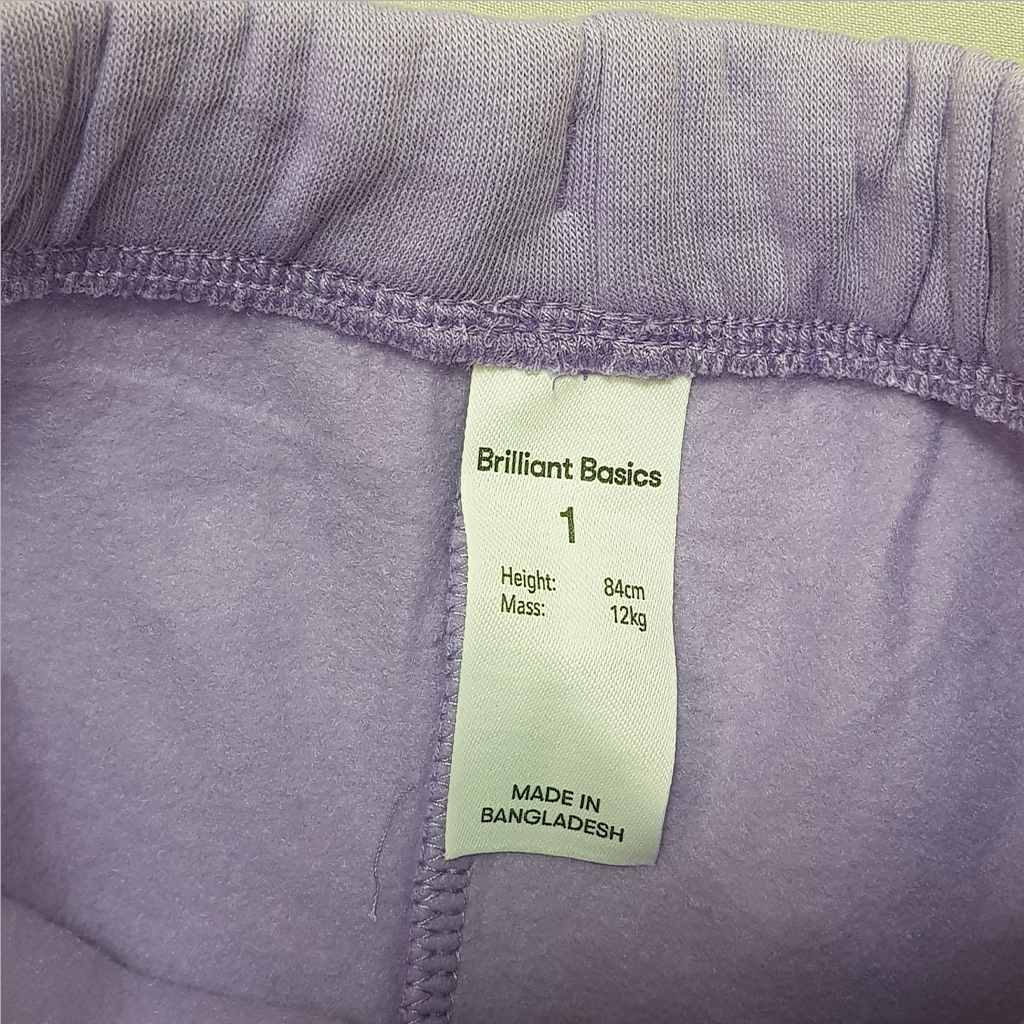 Brilliant Basics
1
Height: 84cm
Mass: 12kg
MADE IN
BANGLADESH